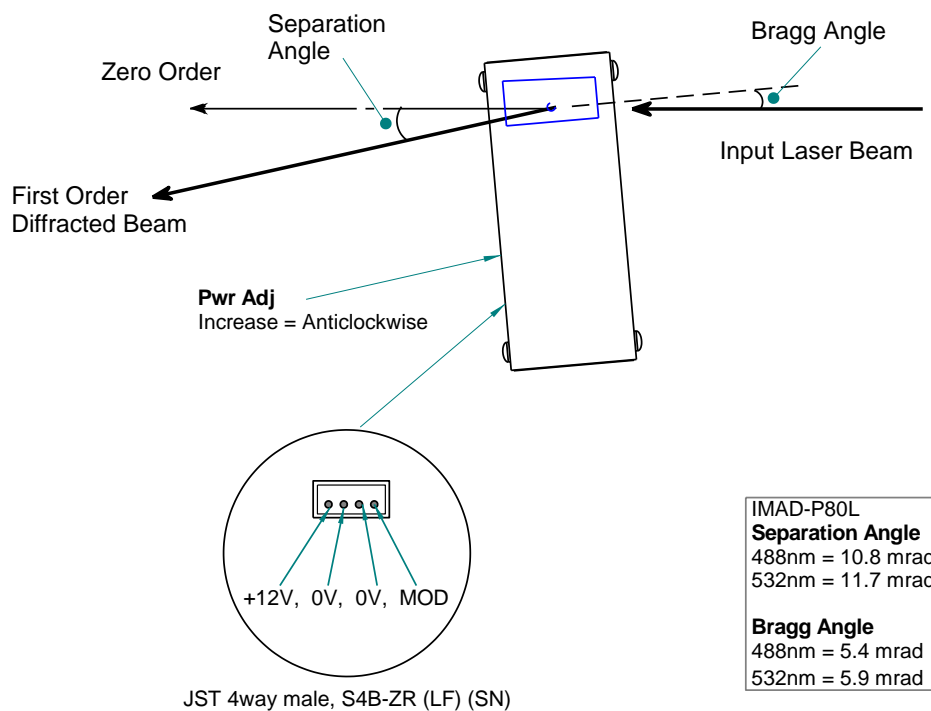 Separation
Angle
Bragg Angle
Zero Order
Input Laser Beam
First Order
Diffracted Beam
Pwr Adj
Increase = Anticlockwise
+12V, 0V, 0V, MOD
JST 4way male, S4B-ZR (LF) (SN)
IMAD-P80L
Separation Angle
488nm = 10.8 mrad
532nm = 11.7 mrad
Bragg Angle
488nm = 5.4 mrad
532nm = 5.9 mrad